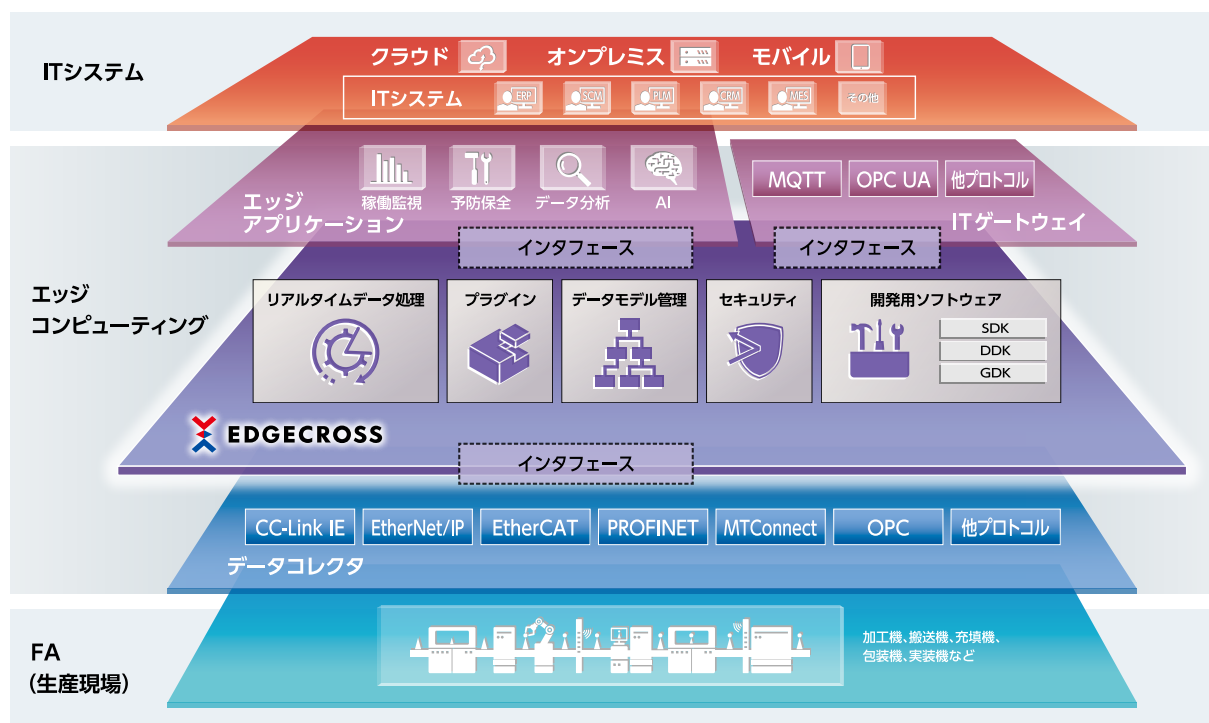 ITシステム
クラウド
オンプレミス
モバイル
ITシステム
ERP
SCM
PLM
CRM
MES
その他
エッジ
コンピューティング
エッジ
アプリケーション
稼働監視
予防保全
データ分析
AI
MQTT
OPC UA
他プロトコル
ITゲートウェイ
インタフェース
インタフェース
リアルタイムデータ処理
プラグイン
データモデル管理
セキュリティ
開発用ソフトウェア
SDK
DDK
GDK
EDGECROSS
インタフェース
CC-Link IE
EtherNet/IP
EtherCAT
PROFINET
MTConnect
OPC
他プロトコル
データコレクタ
FA
(生産現場)
加工機、搬送機、充填機、
包装機、実装機など